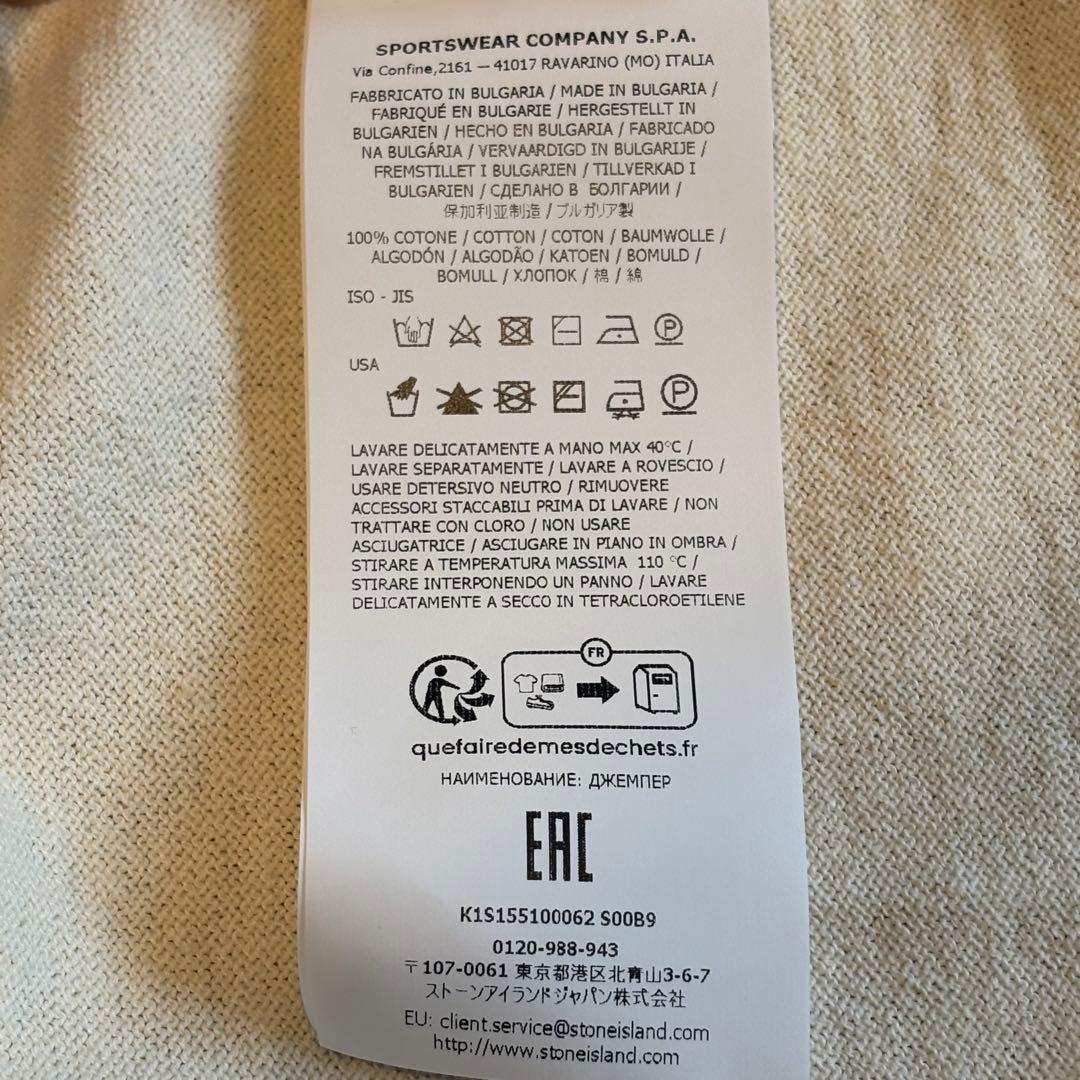 SPORTSWEAR COMPANY S.P.A.
Via Confine,2161 — 41017 RAVARINO (MO) ITALIA
FABBRICATO IN BULGARIA / MADE IN BULGARIA /
FABRIQUÉ EN BULGARIE / HERGESTELLT IN
BULGARIEN / HECHO EN BULGARIA / FABRICADO
NA BULGÁRIA / VERVAARDIGD IN BULGARIJE /
FREMSTILLET I BULGARIEN / TILLVERKAD I
BULGARIEN / СДЕЛАНО В БОЛГАРИИ /
保加利亚制造 / ブルガリア製
100% COTONE / COTTON / COTON / BAUMWOLLE /
ALGODÓN / ALGODÃO / KATOEN / BOMULD /
BOMULL / ХЛОПОК / 棉 / 綿
ISO - JIS
P
USA
P
LAVARE DELICATAMENTE A MANO MAX 40°C /
LAVARE SEPARATAMENTE / LAVARE A ROVESCIO /
USARE DETERSIVO NEUTRO / RIMUOVERE
ACCESSORI STACCABILI PRIMA DI LAVARE / NON
TRATTARE CON CLORO / NON USARE
ASCIUGATRICE / ASCIUGARE IN PIANO IN OMBRA /
STIRARE A TEMPERATURA MASSIMA 110 °C /
STIRARE INTERPONENDO UN PANNO / LAVARE
DELICATAMENTE A SECCO IN TETRACLOROETILENE
FR
quefairedemesdechets.fr
НАИМЕНОВАНИЕ: ДЖЕМПЕР
EAC
K1S155100062 S00B9
0120-988-943
〒107-0061 東京都港区北青山3-6-7
ストーンアイランドジャパン株式会社
EU: client.service@stoneisland.com
http://www.stoneisland.com